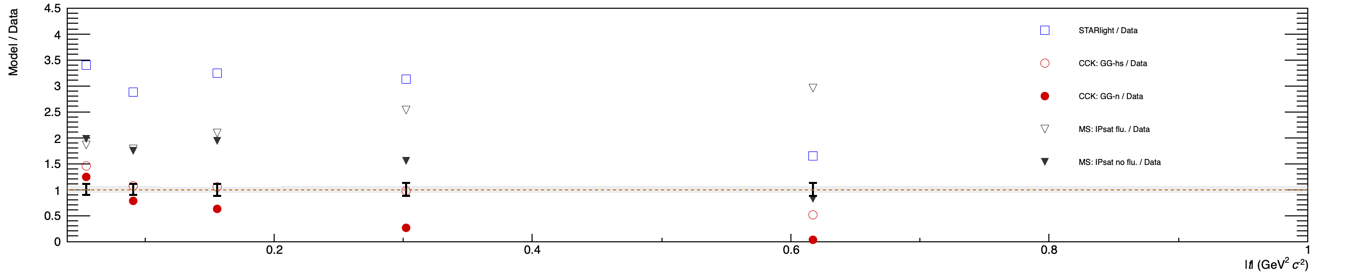 Model / Data
4.5
4
3.5
3
2.5
2
1.5
1
0.5
0
0.2
0.4
0.6
0.8
1
|t| (GeV² c⁻²)
STARlight / Data
CCK: GG-hs / Data
CCK: GG-n / Data
MS: IPsat flu. / Data
MS: IPsat no flu. / Data